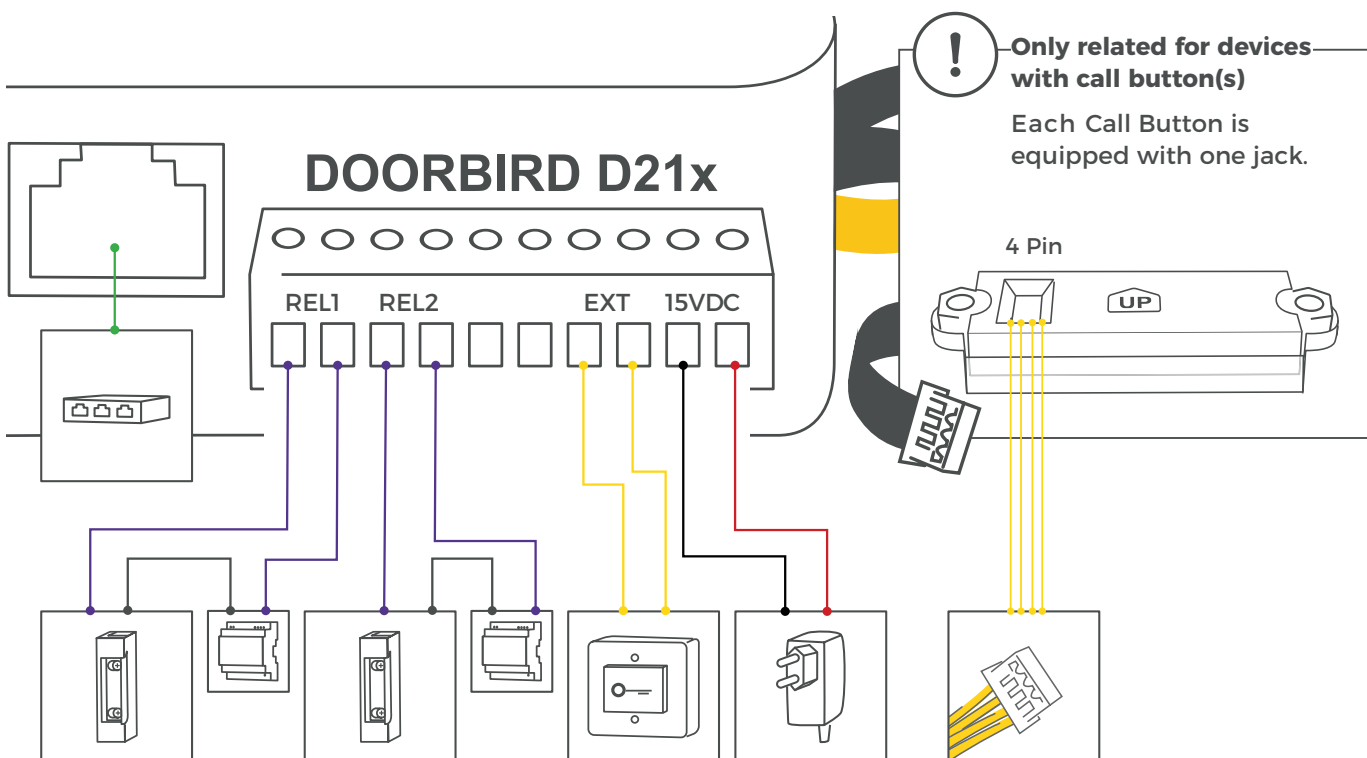 !
Only related for devices
with call button(s)
Each Call Button is
equipped with one jack.
DOORBIRD D21x
4 Pin
REL1 REL2 EXT 15VDC
UP